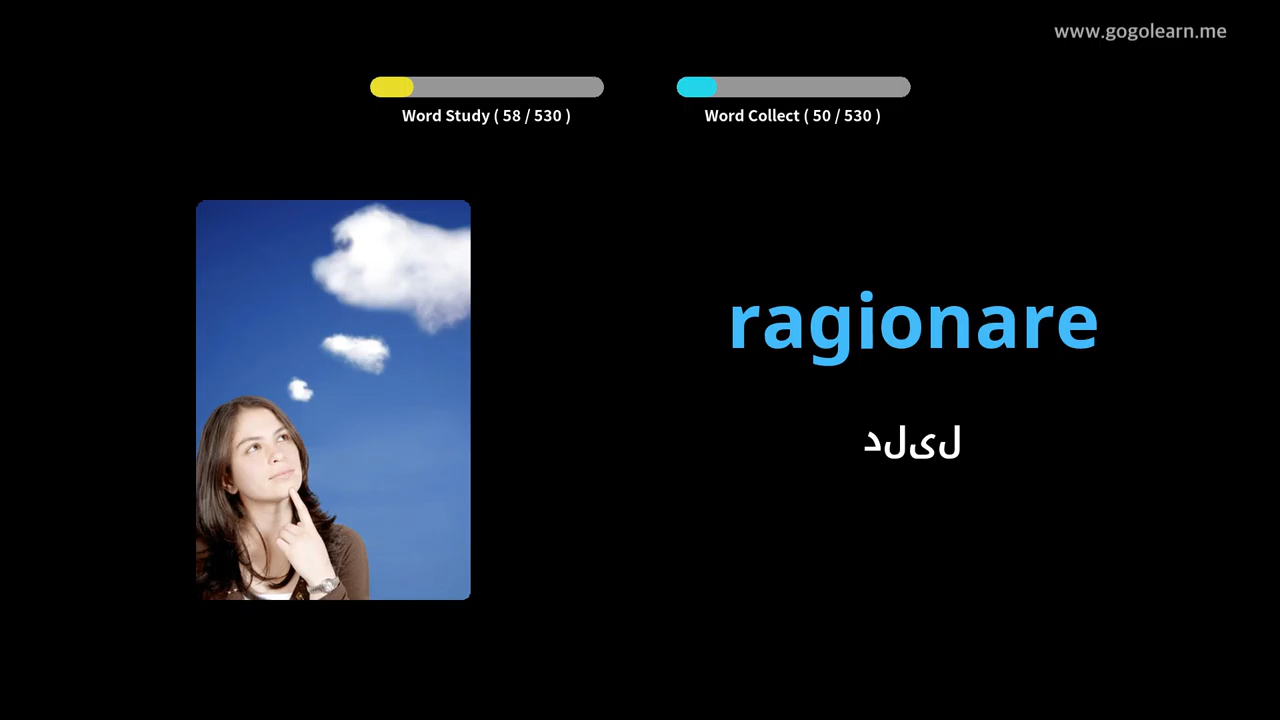 www.gogolearn.me
Word Study ( 58 / 530 )
Word Collect ( 50 / 530 )
ragionare
دلیل